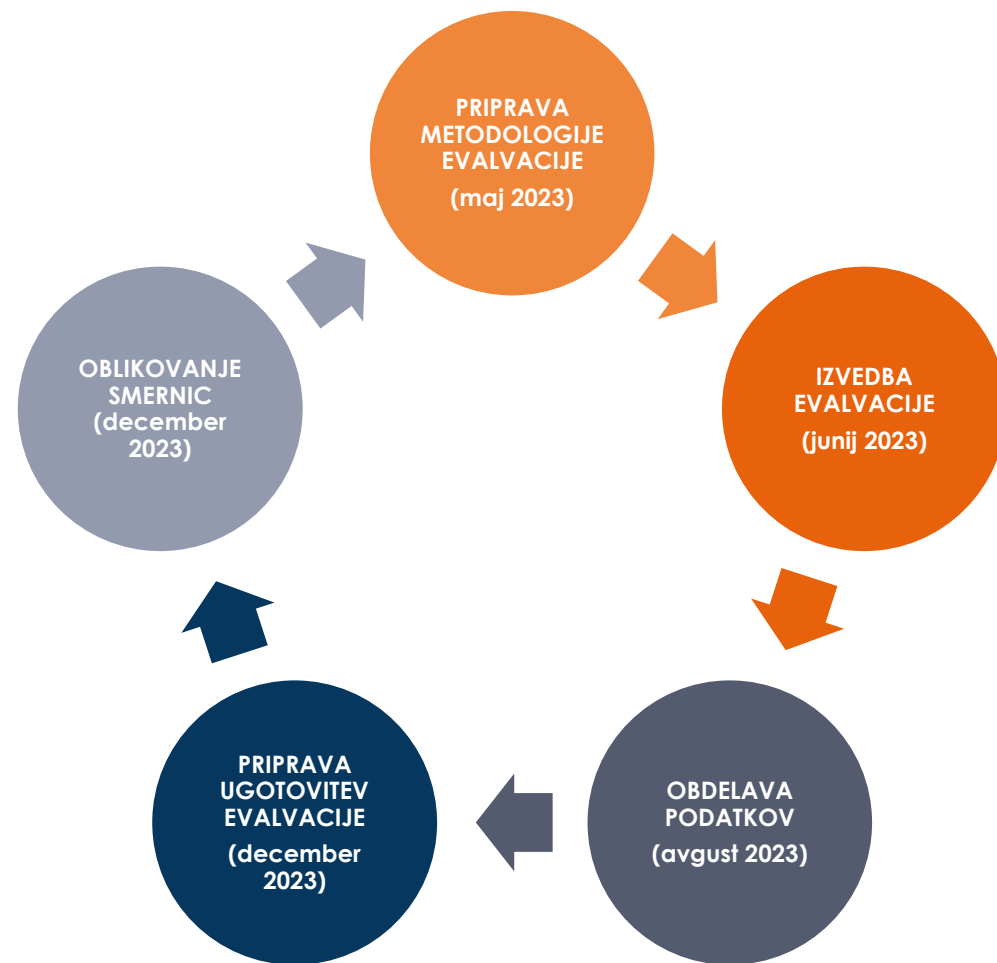 PRIPRAVA
METODOLOGIJE
EVALVACIJE
(maj 2023)
IZVEDBA
EVALVACIJE
(junij 2023)
OBDELAVA
PODATKOV
(avgust 2023)
PRIPRAVA
UGOTOVITEV
EVALVACIJE
(december
2023)
OBLIKOVANJE
SMERNIC
(december
2023)